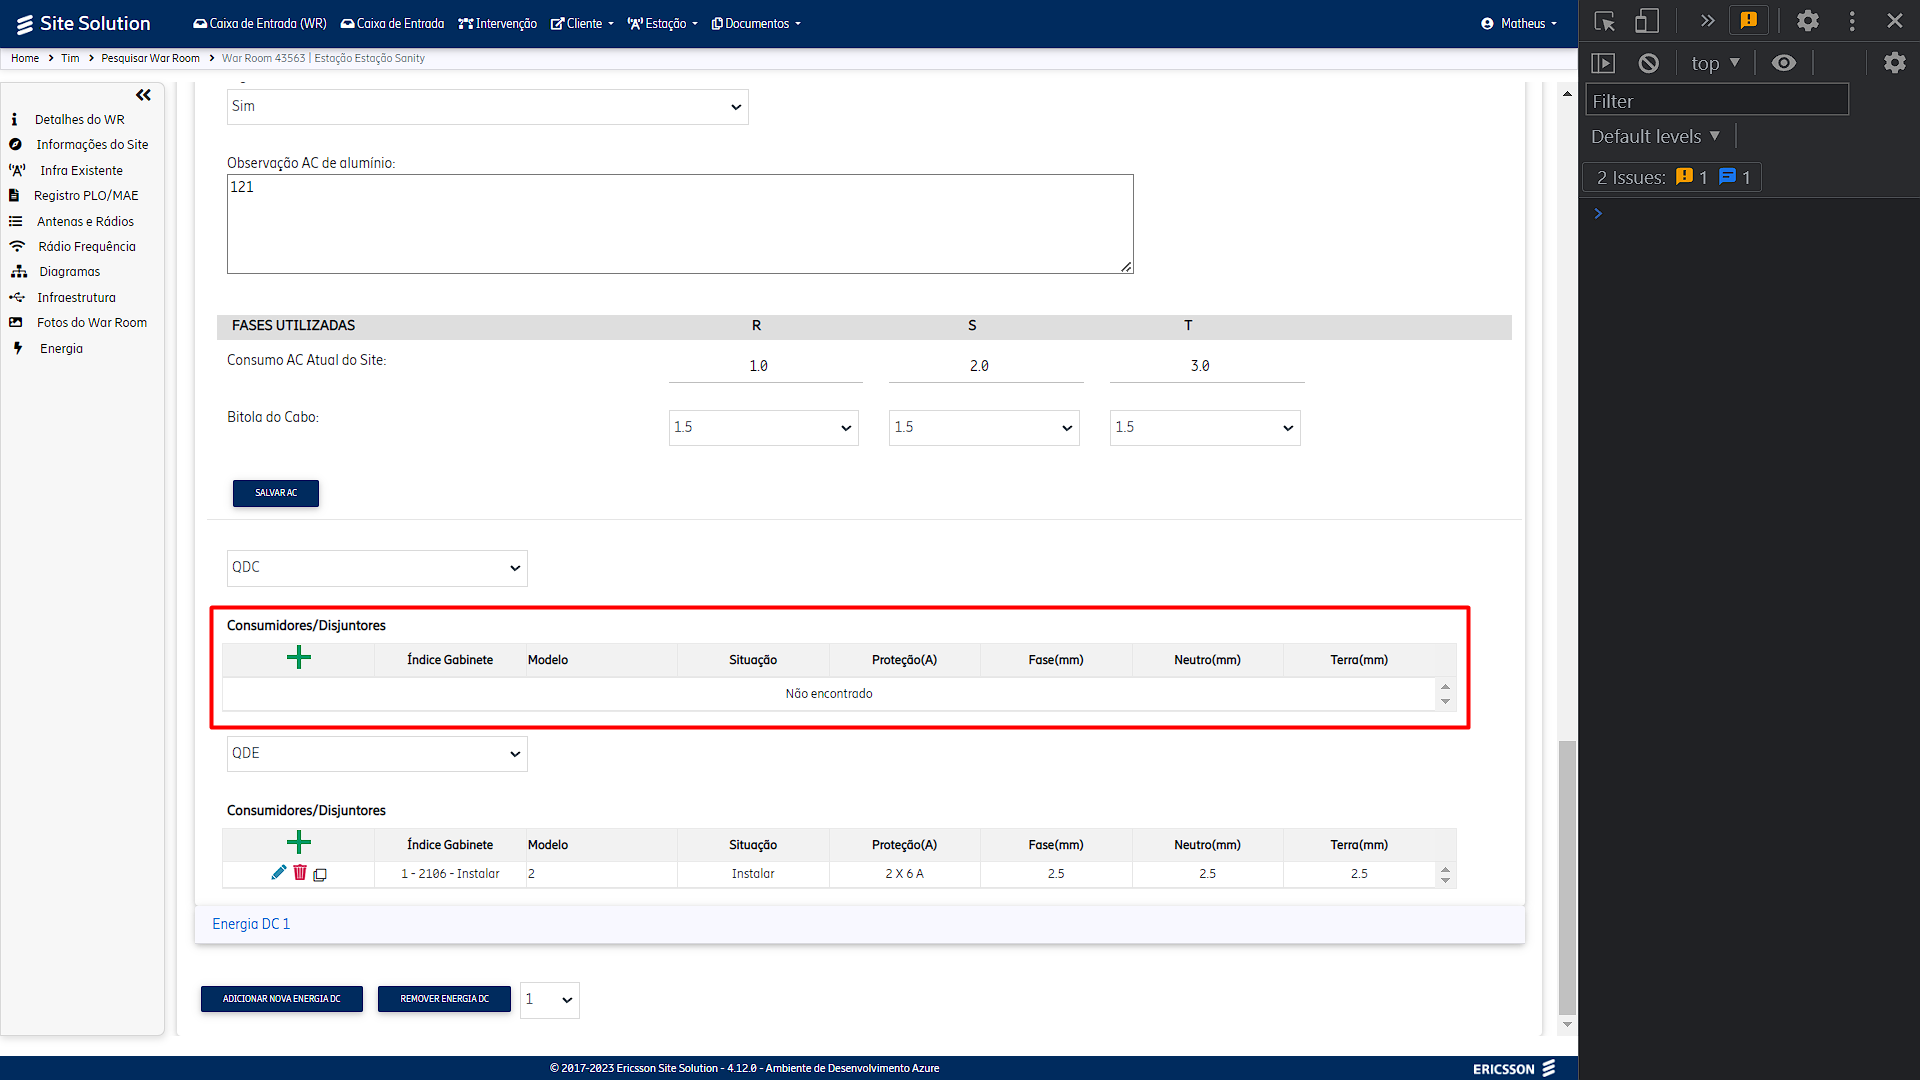 Site Solution
Caixa de Entrada (WR)
Caixa de Entrada
Intervenção
Cliente
Estação
Documentos
Matheus
Home > Tim > Pesquisar War Room > War Room 43563 | Estação Estação Sanity
Detalhes do WR
Informações do Site
Infra Existente
Registro PLO/MAE
Antenas e Rádios
Rádio Frequência
Diagramas
Infraestrutura
Fotos do War Room
Energia
Sim
Observação AC de alumínio:
121
FASES UTILIZADAS R S T
Consumo AC Atual do Site: 1.0 2.0 3.0
Bitola do Cabo: 1.5 1.5 1.5
SALVAR AC
QDC
Consumidores/Disjuntores
Índice Gabinete Modelo Situação Proteção(A) Fase(mm) Neutro(mm) Terra(mm)
Não encontrado
QDE
Consumidores/Disjuntores
Índice Gabinete Modelo Situação Proteção(A) Fase(mm) Neutro(mm) Terra(mm)
1 - 2106 - Instalar 2 Instalar 2 X 6 A 2.5 2.5 2.5
Energia DC 1
ADICIONAR NOVA ENERGIA DC
REMOVER ENERGIA DC
1
© 2017-2023 Ericsson Site Solution - 4.12.0 - Ambiente de Desenvolvimento Azure
ERICSSON
top
Filter
Default levels
2 Issues: 1 1